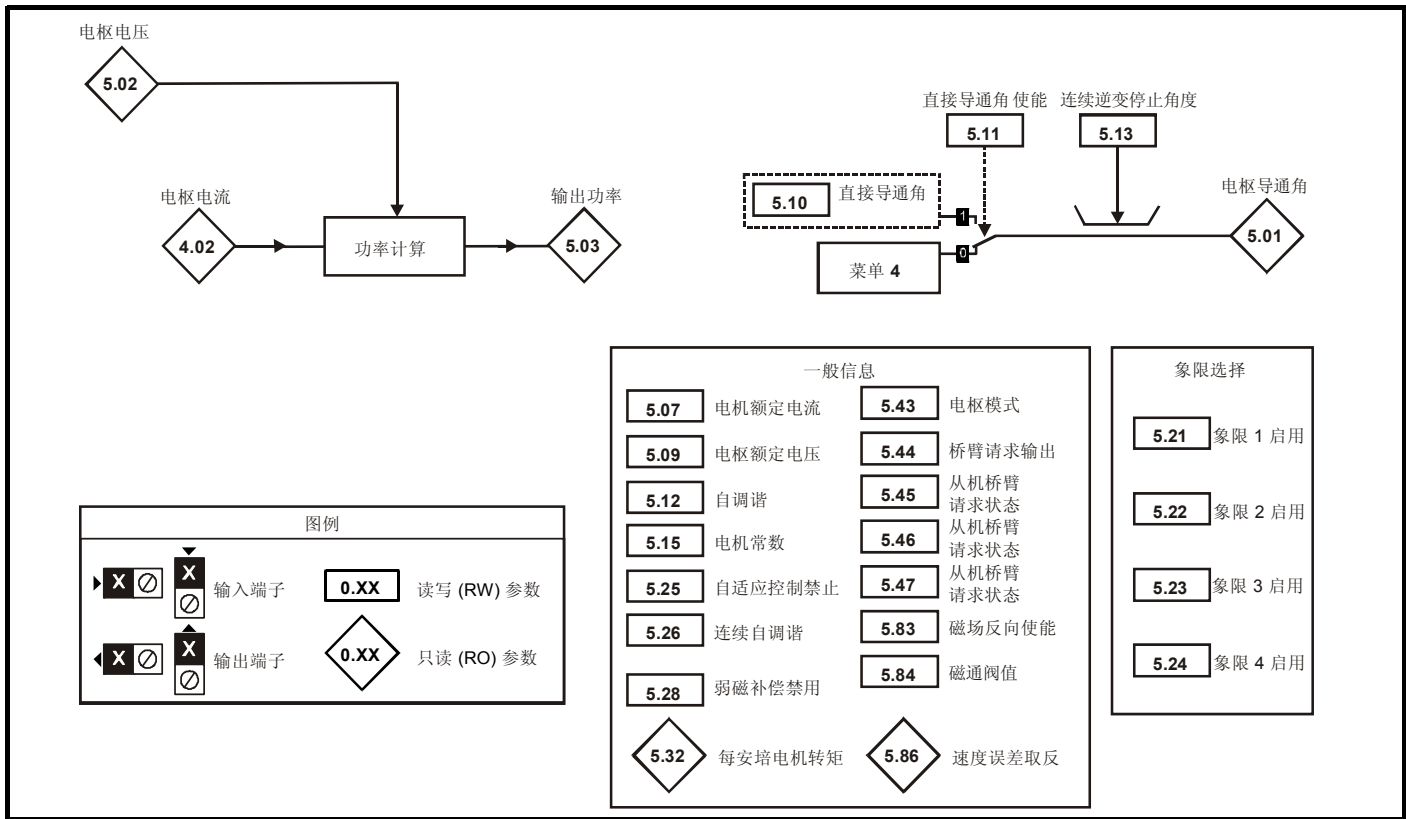 电枢电压
5.02
电枢电流
4.02
功率计算
输出功率
5.03
直接导通角 使能
5.11
连续逆变停止角度
5.13
5.10
直接导通角
1
0
菜单 4
电枢导通角
5.01
一般信息
5.07
电机额定电流
5.43
电枢模式
5.09
电枢额定电压
5.44
桥臂请求输出
5.12
自调谐
5.45
从机桥臂
请求状态
5.15
电机常数
5.46
从机桥臂
请求状态
5.25
自适应控制禁止
5.47
从机桥臂
请求状态
5.26
连续自调谐
5.83
磁场反向使能
5.28
弱磁补偿禁用
5.84
磁通阀值
5.32
每安培电机转矩
5.86
速度误差取反
象限选择
5.21
象限 1 启用
5.22
象限 2 启用
5.23
象限 3 启用
5.24
象限 4 启用
图例
X
X
输入端子
0.XX
读写 (RW) 参数
X
X
输出端子
0.XX
只读 (RO) 参数